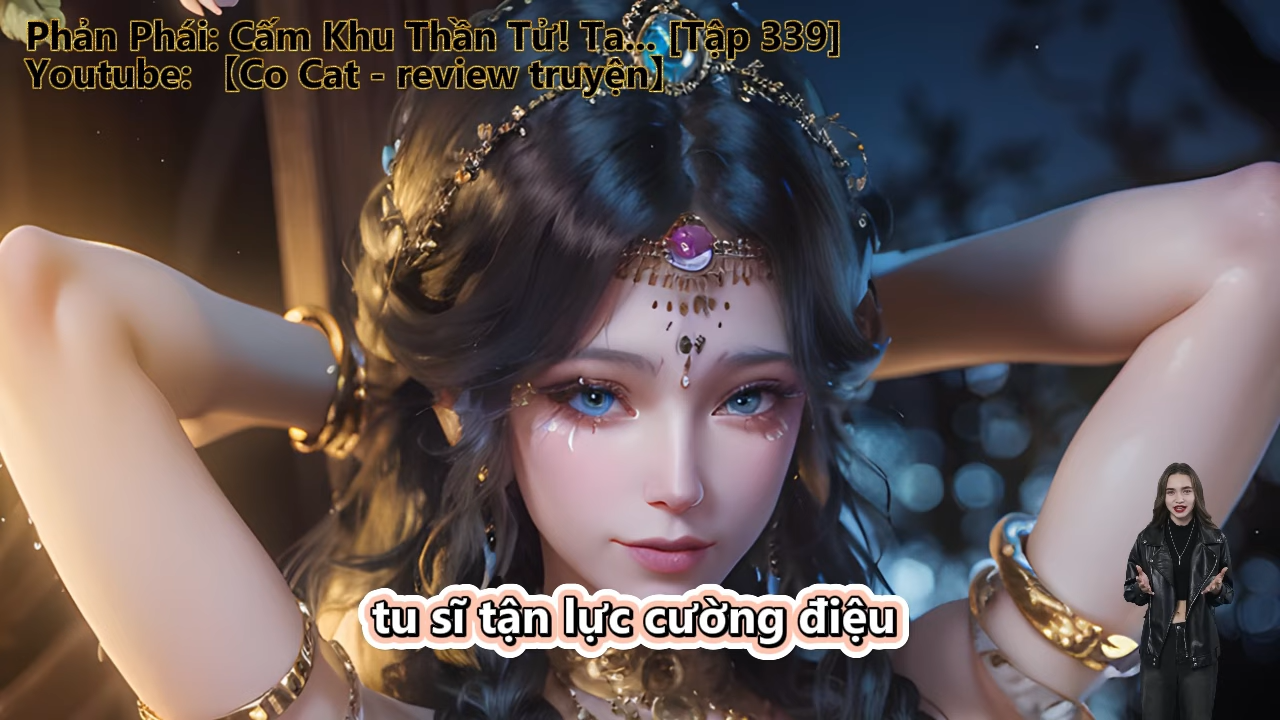 Phản Phái: Cấm Khu Thần Tử! Ta... [Tập 339]
Youtube: 【Co Cat - review truyện】
tu sĩ tận lực cường điệu